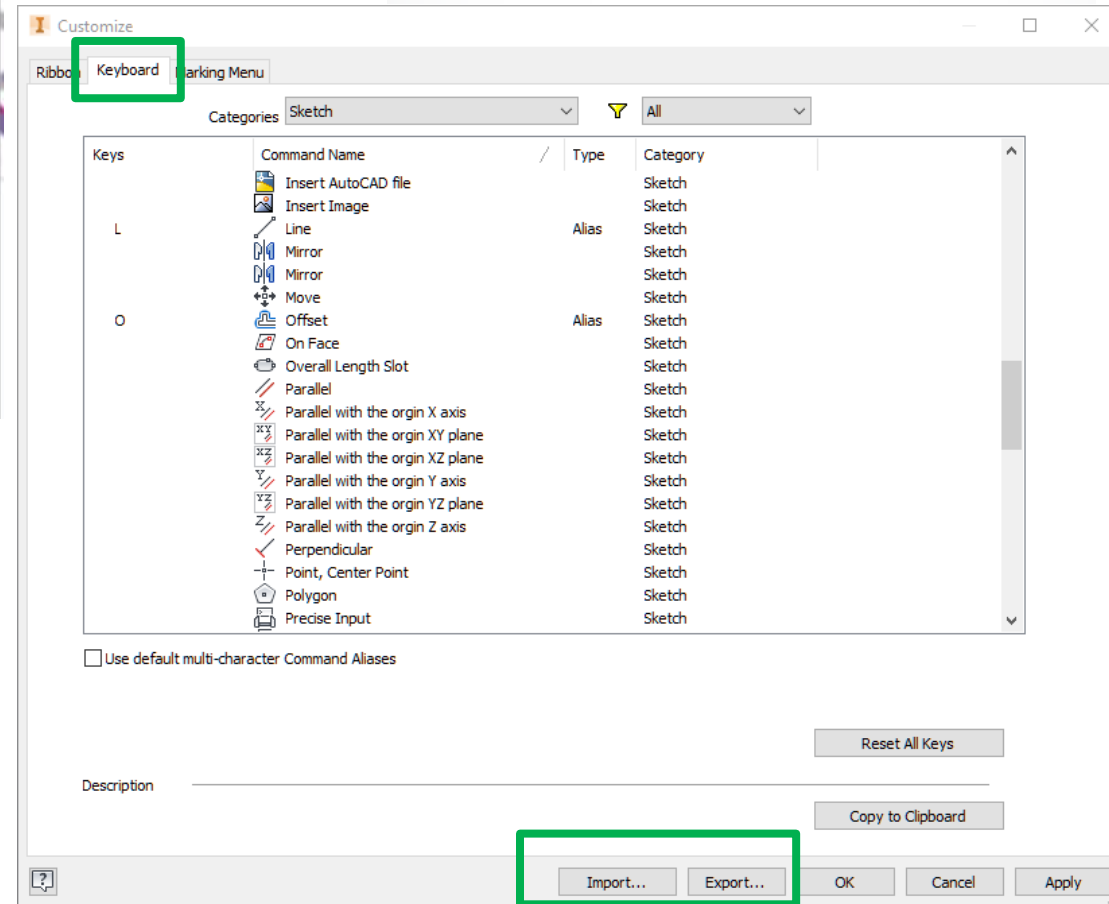 Customize
Ribbon Keyboard Marking Menu
Categories Sketch All
Keys Command Name Type Category
Insert AutoCAD file Sketch
Insert Image Sketch
L Line Alias Sketch
Mirror Sketch
Mirror Sketch
Move Sketch
O Offset Alias Sketch
On Face Sketch
Overall Length Slot Sketch
Parallel Sketch
Parallel with the orgin X axis Sketch
Parallel with the orgin XY plane Sketch
Parallel with the orgin XZ plane Sketch
Parallel with the orgin Y axis Sketch
Parallel with the orgin YZ plane Sketch
Parallel with the orgin Z axis Sketch
Perpendicular Sketch
Point, Center Point Sketch
Polygon Sketch
Precise Input Sketch
Use default multi-character Command Aliases
Reset All Keys
Description
Copy to Clipboard
Import... Export... OK Cancel Apply